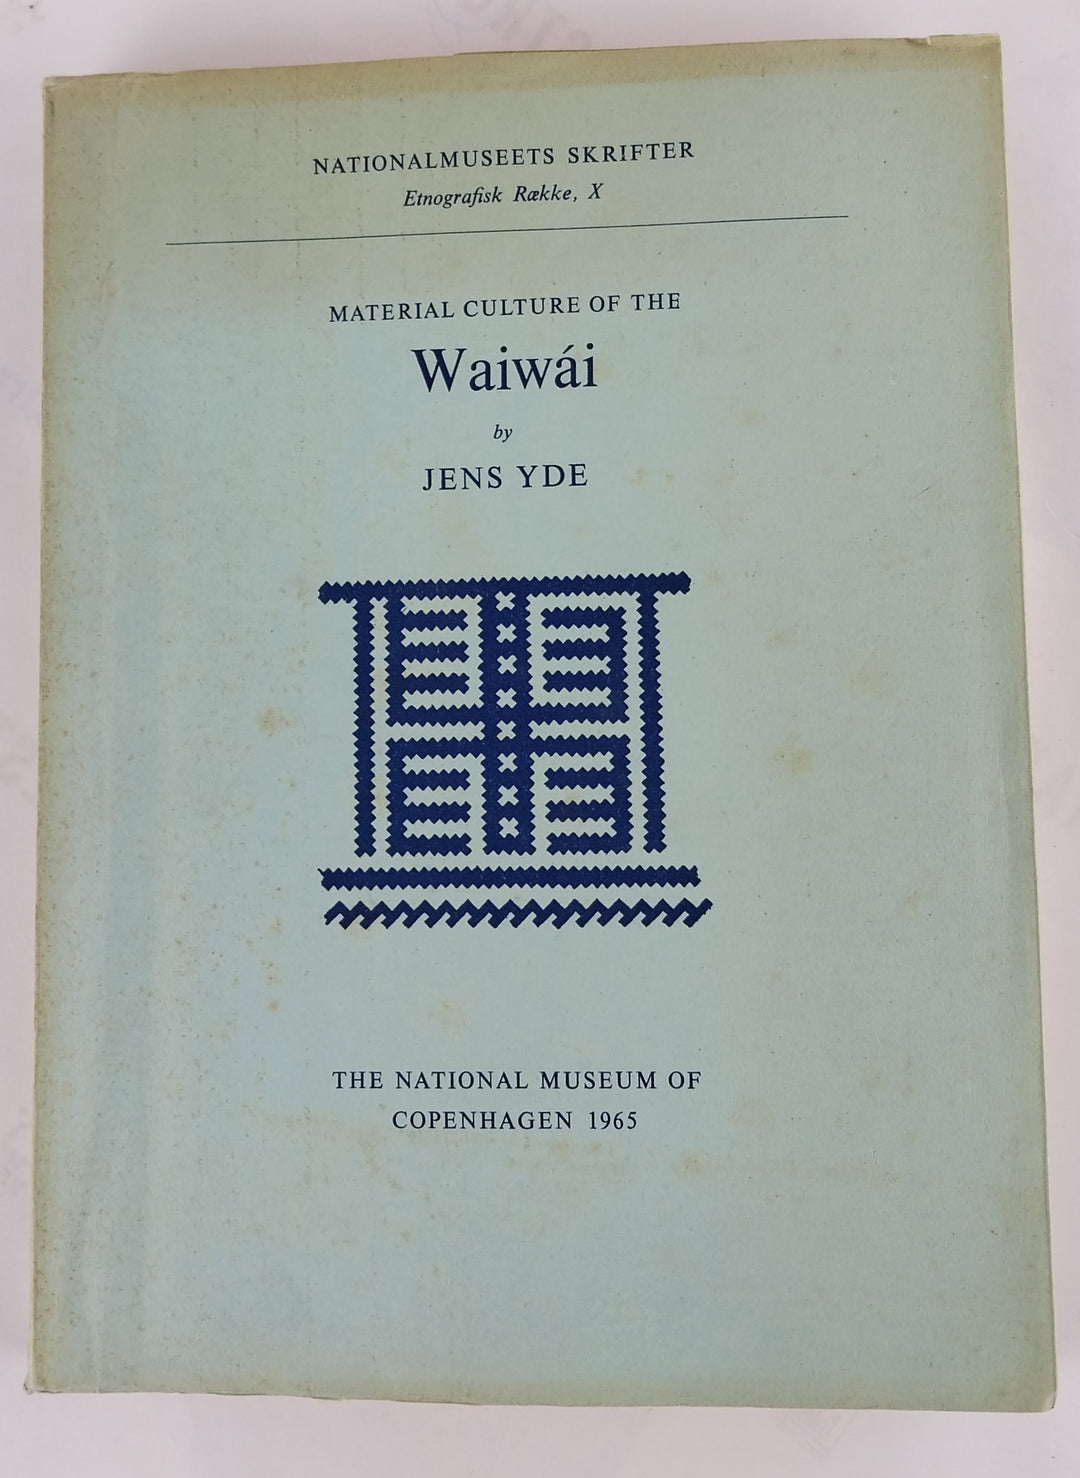 NATIONALMUSEETS SKRIFTER
Etnografisk Række, X
MATERIAL CULTURE OF THE
Waiwái
by
JENS YDE
THE NATIONAL MUSEUM OF
COPENHAGEN 1965